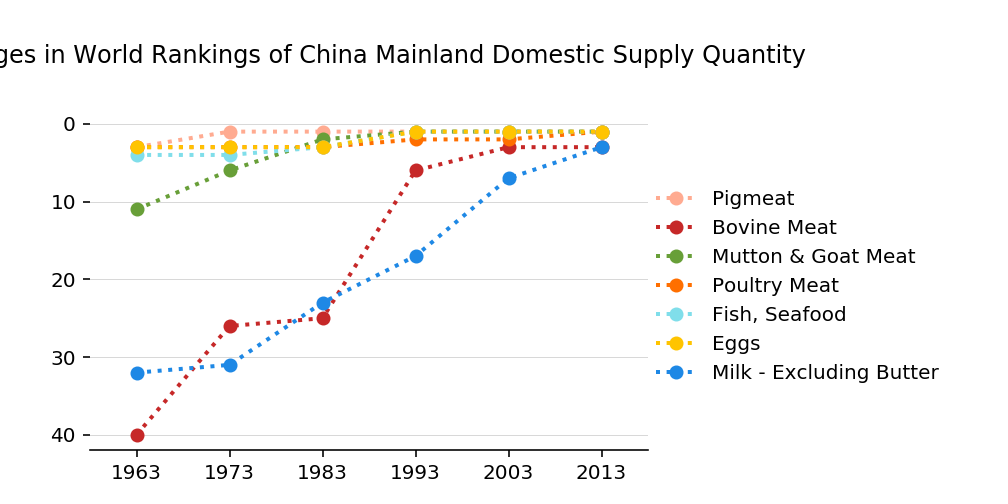 in World Rankings of China Mainland Domestic Supply Quantity
0
10
20
30
40
1963 1973 1983 1993 2003 2013
Pigmeat
Bovine Meat
Mutton & Goat Meat
Poultry Meat
Fish, Seafood
Eggs
Milk - Excluding Butter